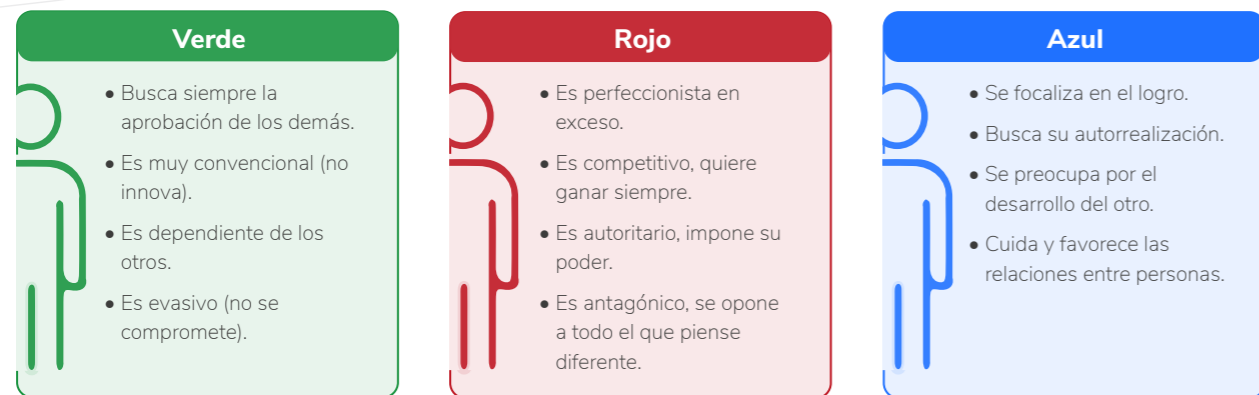 Verde
• Busca siempre la
aprobación de los demás.
• Es muy convencional (no
innova).
• Es dependiente de los
otros.
• Es evasivo (no se
compromete).
Rojo
• Es perfeccionista en
exceso.
• Es competitivo, quiere
ganar siempre.
• Es autoritario, impone su
poder.
• Es antagónico, se opone
a todo el que piense
diferente.
Azul
• Se focaliza en el logro.
• Busca su autorrealización.
• Se preocupa por el
desarrollo del otro.
• Cuida y favorece las
relaciones entre personas.